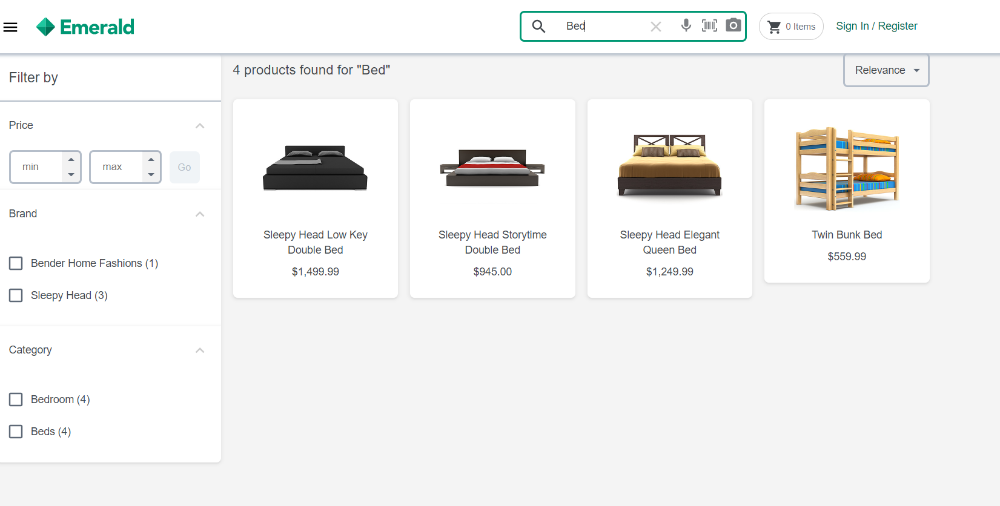 Emerald
Bed
0 Items
Sign In / Register
Filter by
Price
min
max
Go
Brand
Bender Home Fashions (1)
Sleepy Head (3)
Category
Bedroom (4)
Beds (4)
4 products found for "Bed"
Relevance
Sleepy Head Low Key
Double Bed
$1,499.99
Sleepy Head Storytime
Double Bed
$945.00
Sleepy Head Elegant
Queen Bed
$1,249.99
Twin Bunk Bed
$559.99